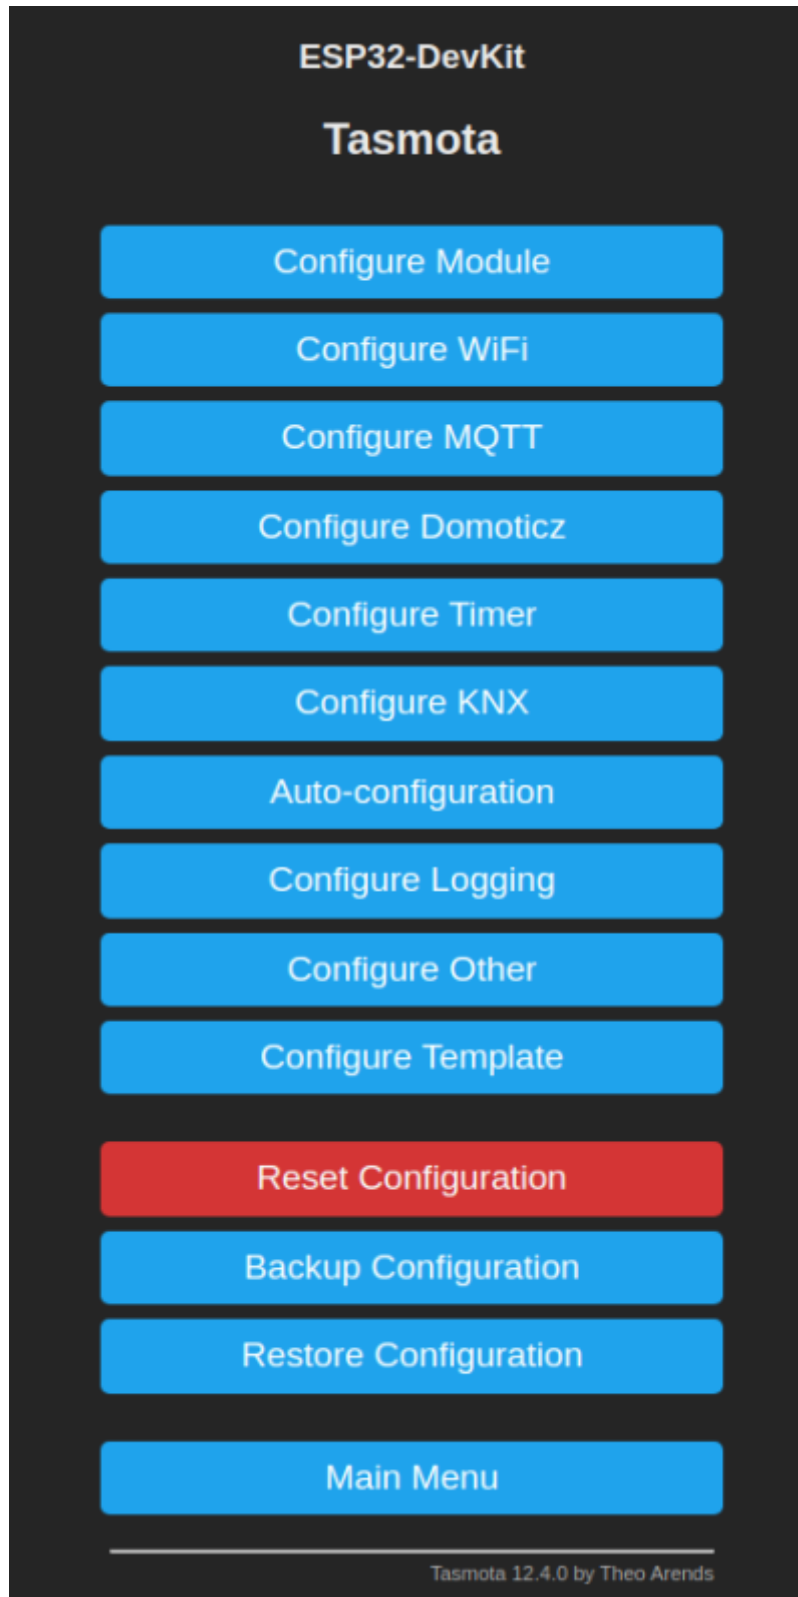 ESP32-DevKit
Tasmota
Configure Module
Configure WiFi
Configure MQTT
Configure Domoticz
Configure Timer
Configure KNX
Auto-configuration
Configure Logging
Configure Other
Configure Template
Reset Configuration
Backup Configuration
Restore Configuration
Main Menu
Tasmota 12.4.0 by Theo Arends